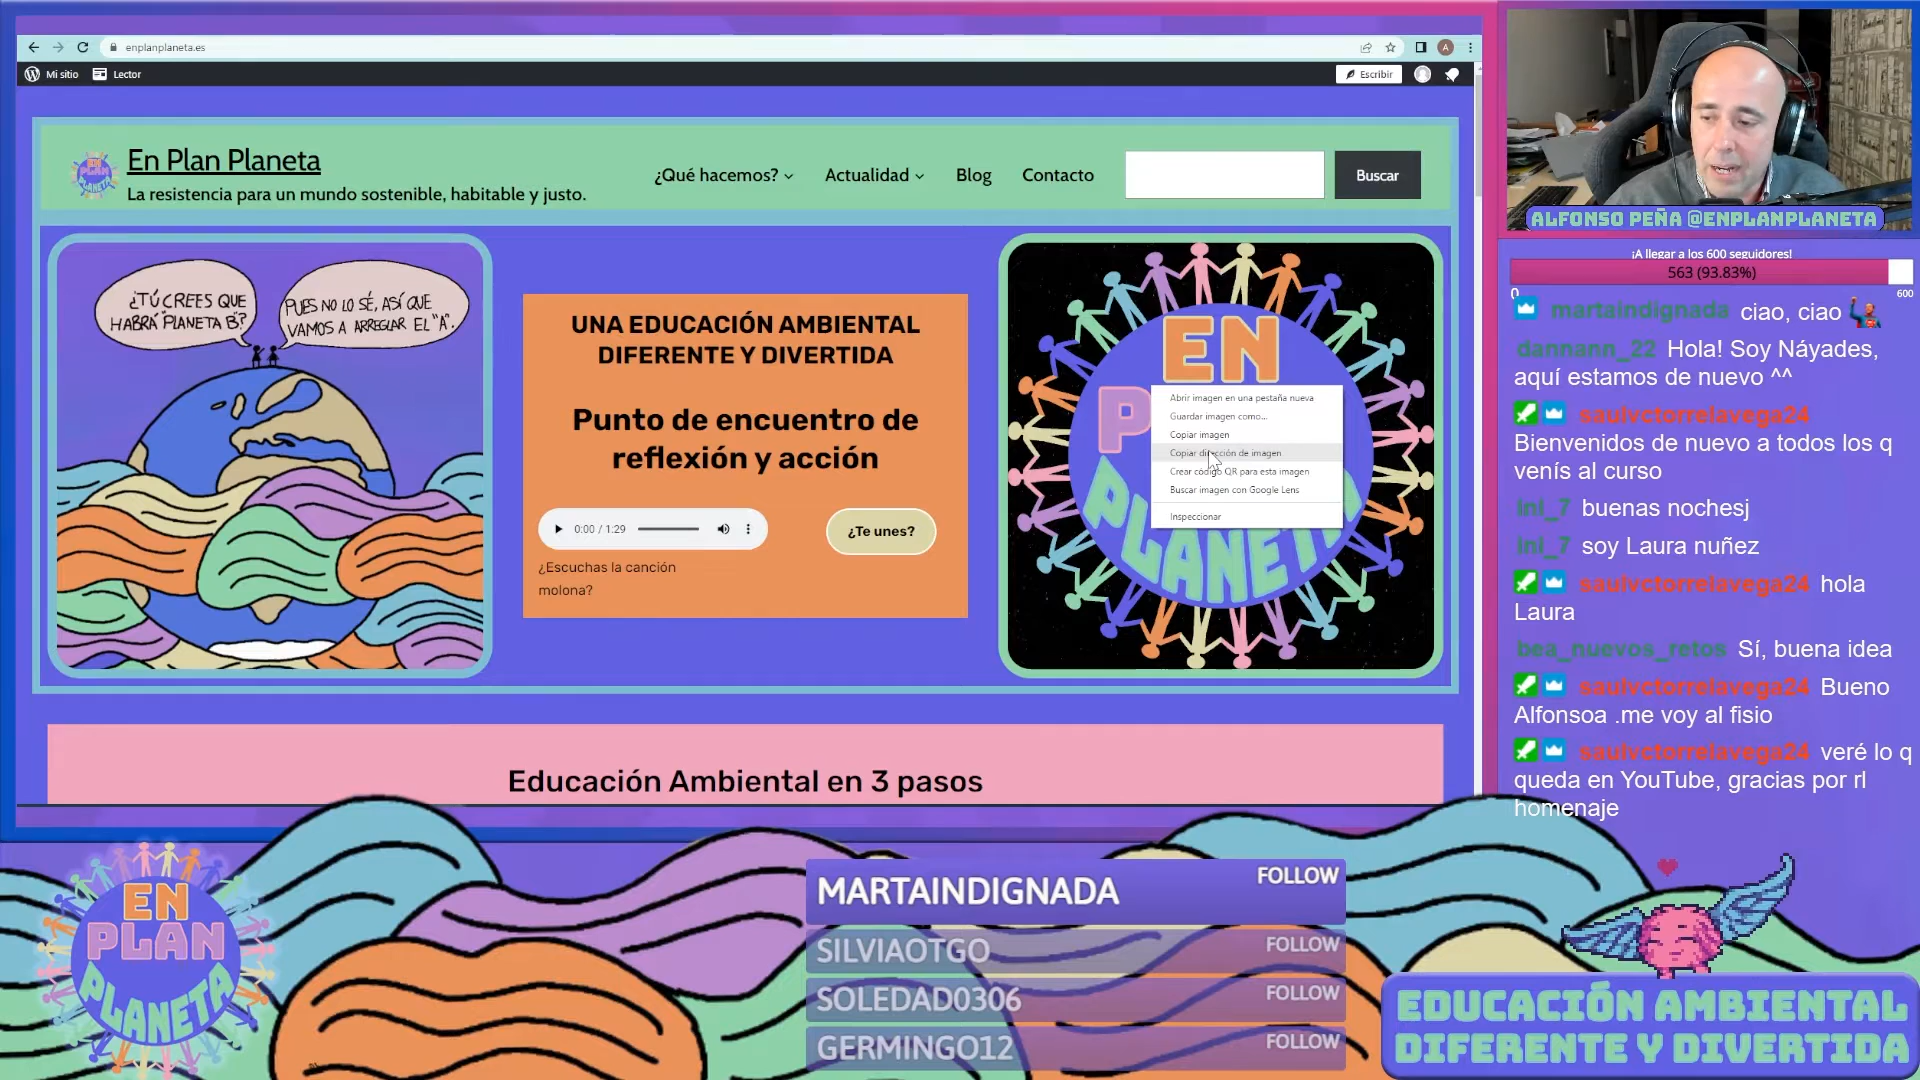 enplanplaneta.es
A
Mi sitio
Lector
Escribir
En Plan Planeta
La resistencia para un mundo sostenible, habitable y justo.
¿Qué hacemos?
Actualidad
Blog
Contacto
Buscar
¿TÚ CREES QUE
HABRÁ "PLANETA B"?
PUES NO LO SÉ, ASÍ QUE
VAMOS A ARREGLAR EL "A".
UNA EDUCACIÓN AMBIENTAL
DIFERENTE Y DIVERTIDA
Punto de encuentro de
reflexión y acción
0:00 / 1:29
¿Te unes?
¿Escuchas la canción
molona?
EN
P
PLANETA
Abrir imagen en una pestaña nueva
Guardar imagen como...
Copiar imagen
Copiar dirección de imagen
Crear código QR para esta imagen
Buscar imagen con Google Lens
Inspeccionar
Educación Ambiental en 3 pasos
ALFONSO PEÑA @ENPLANPLANETA
¡A llegar a los 600 seguidores!
563 (93.83%)
0
600
martaindignada ciao, ciao
dannann_22 Hola! Soy Náyades,
aquí estamos de nuevo ^^
saulvctorrelavega24
Bienvenidos de nuevo a todos los q
venís al curso
ini_7 buenas nochesj
ini_7 soy Laura nuñez
saulvctorrelavega24 hola
Laura
bea_nuevos_retos Sí, buena idea
saulvctorrelavega24 Bueno
Alfonsoa .me voy al fisio
saulvctorrelavega24 veré lo q
queda en YouTube, gracias por rl
homenaje
EN
PLAN
PLANETA
MARTAINDIGNADA FOLLOW
SILVIAOTGO FOLLOW
SOLEDAD0306 FOLLOW
GERMINGO12 FOLLOW
EDUCACIÓN AMBIENTAL
DIFERENTE Y DIVERTIDA